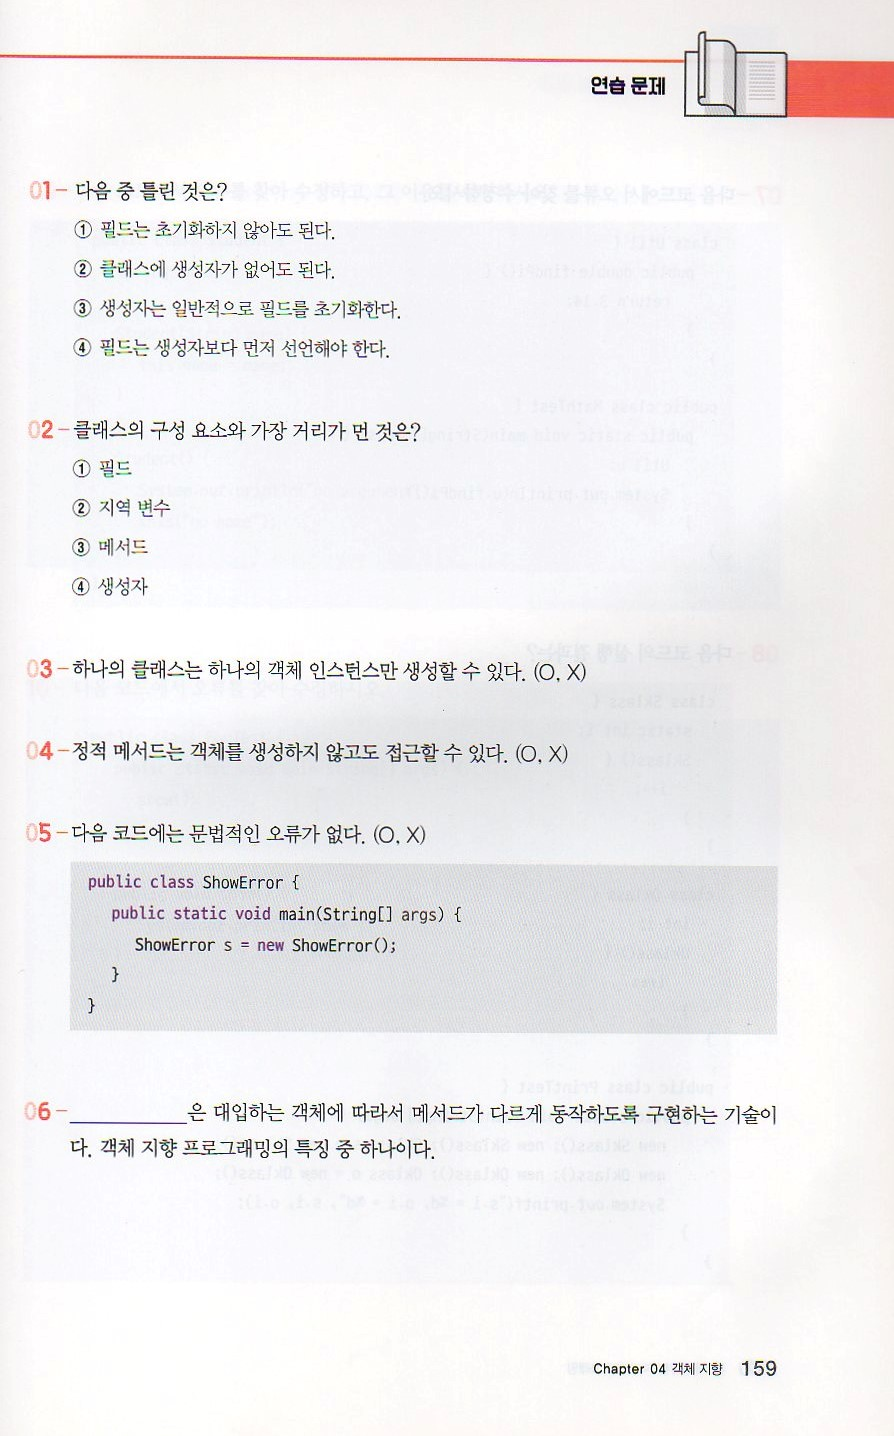 연습 문제
01 - 다음 중 틀린 것은?
① 필드는 초기화하지 않아도 된다.
② 클래스에 생성자가 없어도 된다.
③ 생성자는 일반적으로 필드를 초기화한다.
④ 필드는 생성자보다 먼저 선언해야 한다.
02 - 클래스의 구성 요소와 가장 거리가 먼 것은?
① 필드
② 지역 변수
③ 메서드
④ 생성자
03 - 하나의 클래스는 하나의 객체 인스턴스만 생성할 수 있다. (O, X)
04 - 정적 메서드는 객체를 생성하지 않고도 접근할 수 있다. (O, X)
05 - 다음 코드에는 문법적인 오류가 없다. (O, X)
public class ShowError {
public static void main(String[] args) {
ShowError s = new ShowError();
}
}
06 - ____________은 대입하는 객체에 따라서 메서드가 다르게 동작하도록 구현하는 기술이
다. 객체 지향 프로그래밍의 특징 중 하나이다.
Chapter 04 객체 지향 159